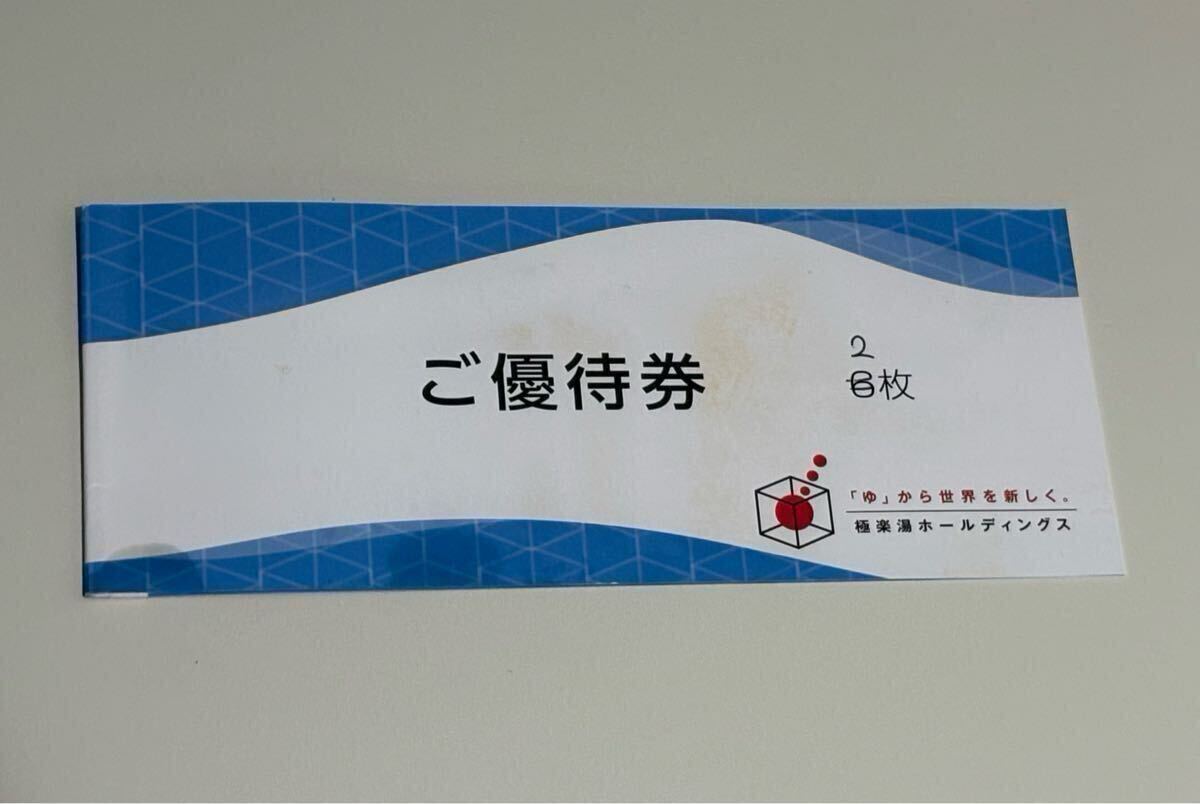 ご優待券
2
6枚
「ゆ」から世界を新しく。
極楽湯ホールディングス